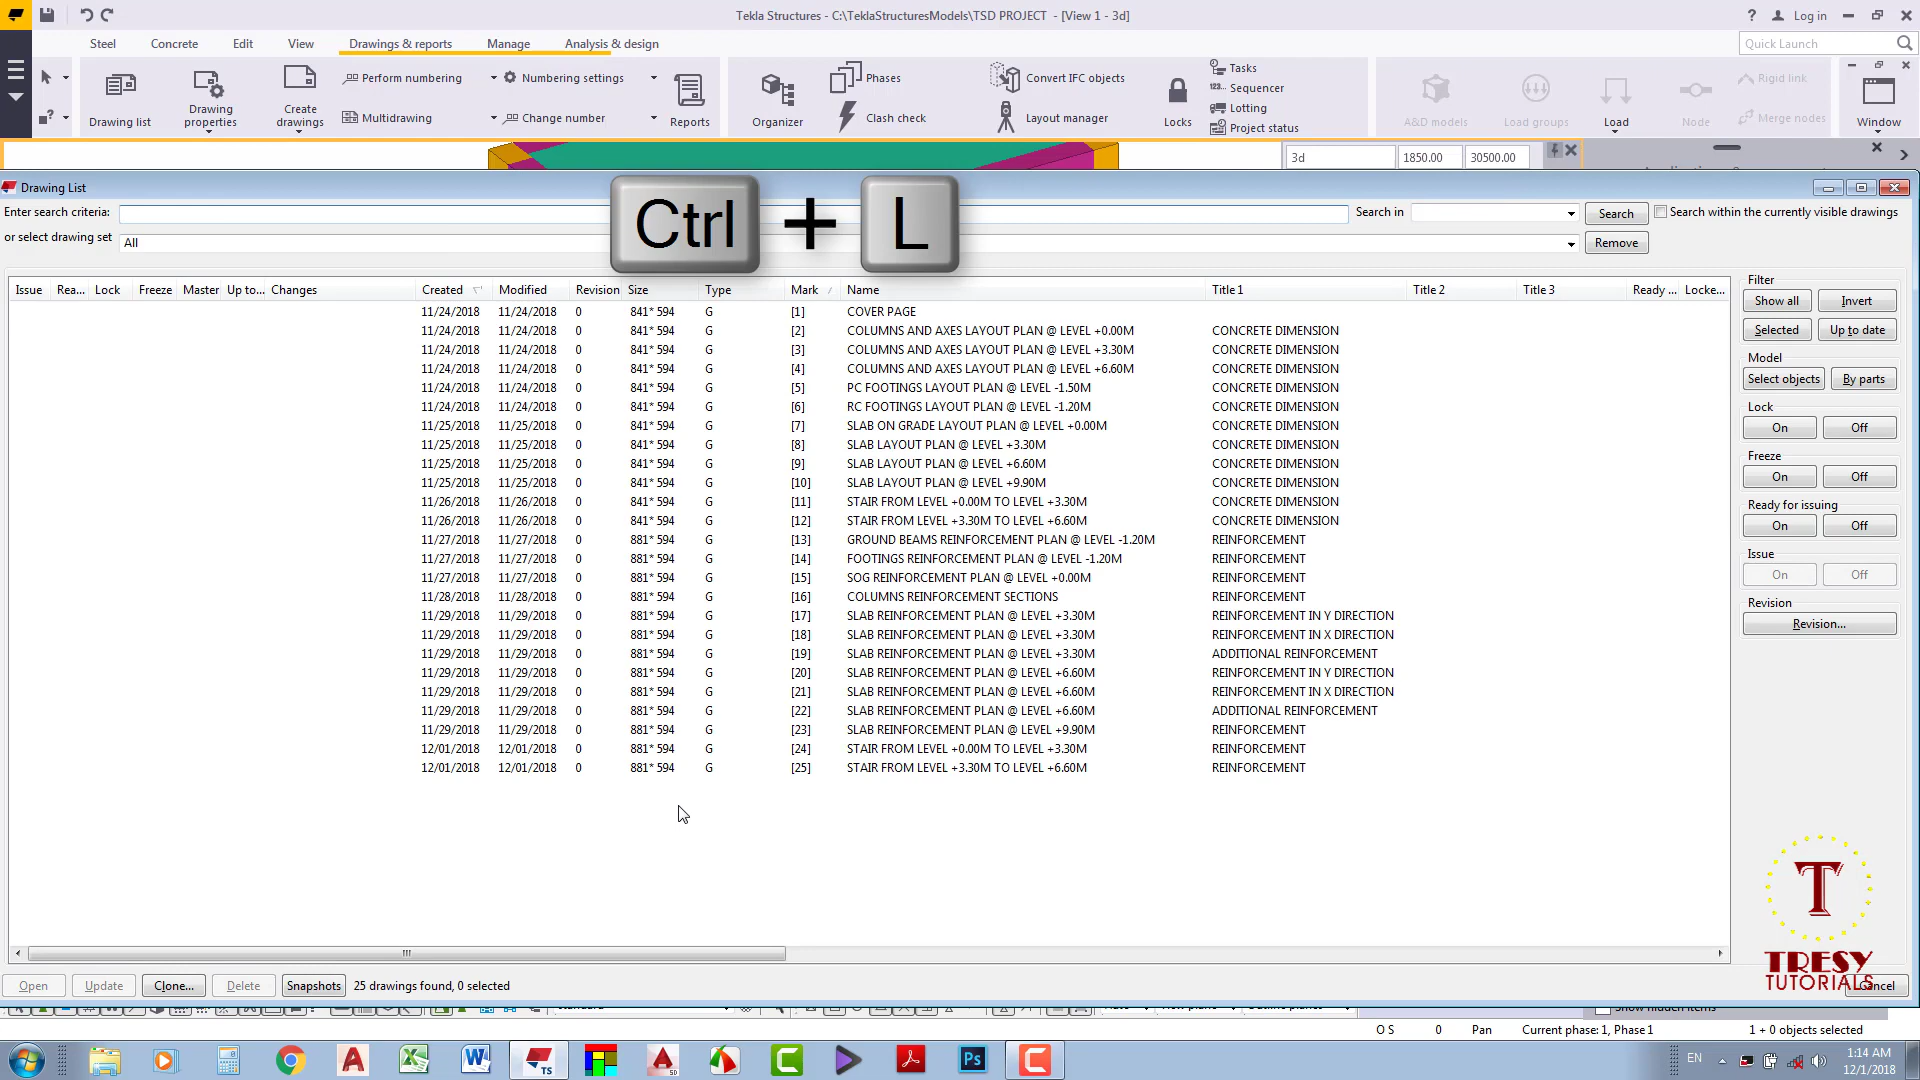 Tekla Structures - C:\TeklaStructuresModels\TSD PROJECT - [View 1 - 3d]
? Log in
Steel Concrete Edit View Drawings & reports Manage Analysis & design
Quick Launch
Drawing list
Drawing properties
Create drawings
Perform numbering
Multidrawing
Numbering settings
Change number
Reports
Organizer
Phases
Clash check
Convert IFC objects
Layout manager
Locks
Tasks
Sequencer
Lotting
Project status
A&D models
Load groups
Load
Node
Rigid link
Merge nodes
Window
3d 1850.00 30500.00
Drawing List
Enter search criteria:
Search in
Search
Search within the currently visible drawings
or select drawing set
All
Remove
Ctrl + L
Issue Rea... Lock Freeze Master Up to... Changes Created Modified Revision Size Type Mark Name Title 1 Title 2 Title 3 Ready ... Locke...
11/24/2018 11/24/2018 0 841* 594 G [1] COVER PAGE
11/24/2018 11/24/2018 0 841* 594 G [2] COLUMNS AND AXES LAYOUT PLAN @ LEVEL +0.00M CONCRETE DIMENSION
11/24/2018 11/24/2018 0 841* 594 G [3] COLUMNS AND AXES LAYOUT PLAN @ LEVEL +3.30M CONCRETE DIMENSION
11/24/2018 11/24/2018 0 841* 594 G [4] COLUMNS AND AXES LAYOUT PLAN @ LEVEL +6.60M CONCRETE DIMENSION
11/24/2018 11/24/2018 0 841* 594 G [5] PC FOOTINGS LAYOUT PLAN @ LEVEL -1.50M CONCRETE DIMENSION
11/24/2018 11/24/2018 0 841* 594 G [6] RC FOOTINGS LAYOUT PLAN @ LEVEL -1.20M CONCRETE DIMENSION
11/25/2018 11/25/2018 0 841* 594 G [7] SLAB ON GRADE LAYOUT PLAN @ LEVEL +0.00M CONCRETE DIMENSION
11/25/2018 11/25/2018 0 841* 594 G [8] SLAB LAYOUT PLAN @ LEVEL +3.30M CONCRETE DIMENSION
11/25/2018 11/25/2018 0 841* 594 G [9] SLAB LAYOUT PLAN @ LEVEL +6.60M CONCRETE DIMENSION
11/25/2018 11/25/2018 0 841* 594 G [10] SLAB LAYOUT PLAN @ LEVEL +9.90M CONCRETE DIMENSION
11/26/2018 11/26/2018 0 841* 594 G [11] STAIR FROM LEVEL +0.00M TO LEVEL +3.30M CONCRETE DIMENSION
11/26/2018 11/26/2018 0 841* 594 G [12] STAIR FROM LEVEL +3.30M TO LEVEL +6.60M CONCRETE DIMENSION
11/27/2018 11/27/2018 0 881* 594 G [13] GROUND BEAMS REINFORCEMENT PLAN @ LEVEL -1.20M REINFORCEMENT
11/27/2018 11/27/2018 0 881* 594 G [14] FOOTINGS REINFORCEMENT PLAN @ LEVEL -1.20M REINFORCEMENT
11/27/2018 11/27/2018 0 881* 594 G [15] SOG REINFORCEMENT PLAN @ LEVEL +0.00M REINFORCEMENT
11/28/2018 11/28/2018 0 881* 594 G [16] COLUMNS REINFORCEMENT SECTIONS REINFORCEMENT
11/29/2018 11/29/2018 0 881* 594 G [17] SLAB REINFORCEMENT PLAN @ LEVEL +3.30M REINFORCEMENT IN Y DIRECTION
11/29/2018 11/29/2018 0 881* 594 G [18] SLAB REINFORCEMENT PLAN @ LEVEL +3.30M REINFORCEMENT IN X DIRECTION
11/29/2018 11/29/2018 0 881* 594 G [19] SLAB REINFORCEMENT PLAN @ LEVEL +3.30M ADDITIONAL REINFORCEMENT
11/29/2018 11/29/2018 0 881* 594 G [20] SLAB REINFORCEMENT PLAN @ LEVEL +6.60M REINFORCEMENT IN Y DIRECTION
11/29/2018 11/29/2018 0 881* 594 G [21] SLAB REINFORCEMENT PLAN @ LEVEL +6.60M REINFORCEMENT IN X DIRECTION
11/29/2018 11/29/2018 0 881* 594 G [22] SLAB REINFORCEMENT PLAN @ LEVEL +6.60M ADDITIONAL REINFORCEMENT
11/29/2018 11/29/2018 0 881* 594 G [23] SLAB REINFORCEMENT PLAN @ LEVEL +9.90M REINFORCEMENT
12/01/2018 12/01/2018 0 881* 594 G [24] STAIR FROM LEVEL +0.00M TO LEVEL +3.30M REINFORCEMENT
12/01/2018 12/01/2018 0 881* 594 G [25] STAIR FROM LEVEL +3.30M TO LEVEL +6.60M REINFORCEMENT
Filter
Show all Invert
Selected Up to date
Model
Select objects By parts
Lock
On Off
Freeze
On Off
Ready for issuing
On Off
Issue
On Off
Revision
Revision...
T
TRESY
TUTORIALS
Open Update Clone... Delete Snapshots 25 drawings found, 0 selected
Cancel
O S 0 Pan Current phase: 1, Phase 1 1 + 0 objects selected
TS
Ps
EN
1:14 AM
12/1/2018